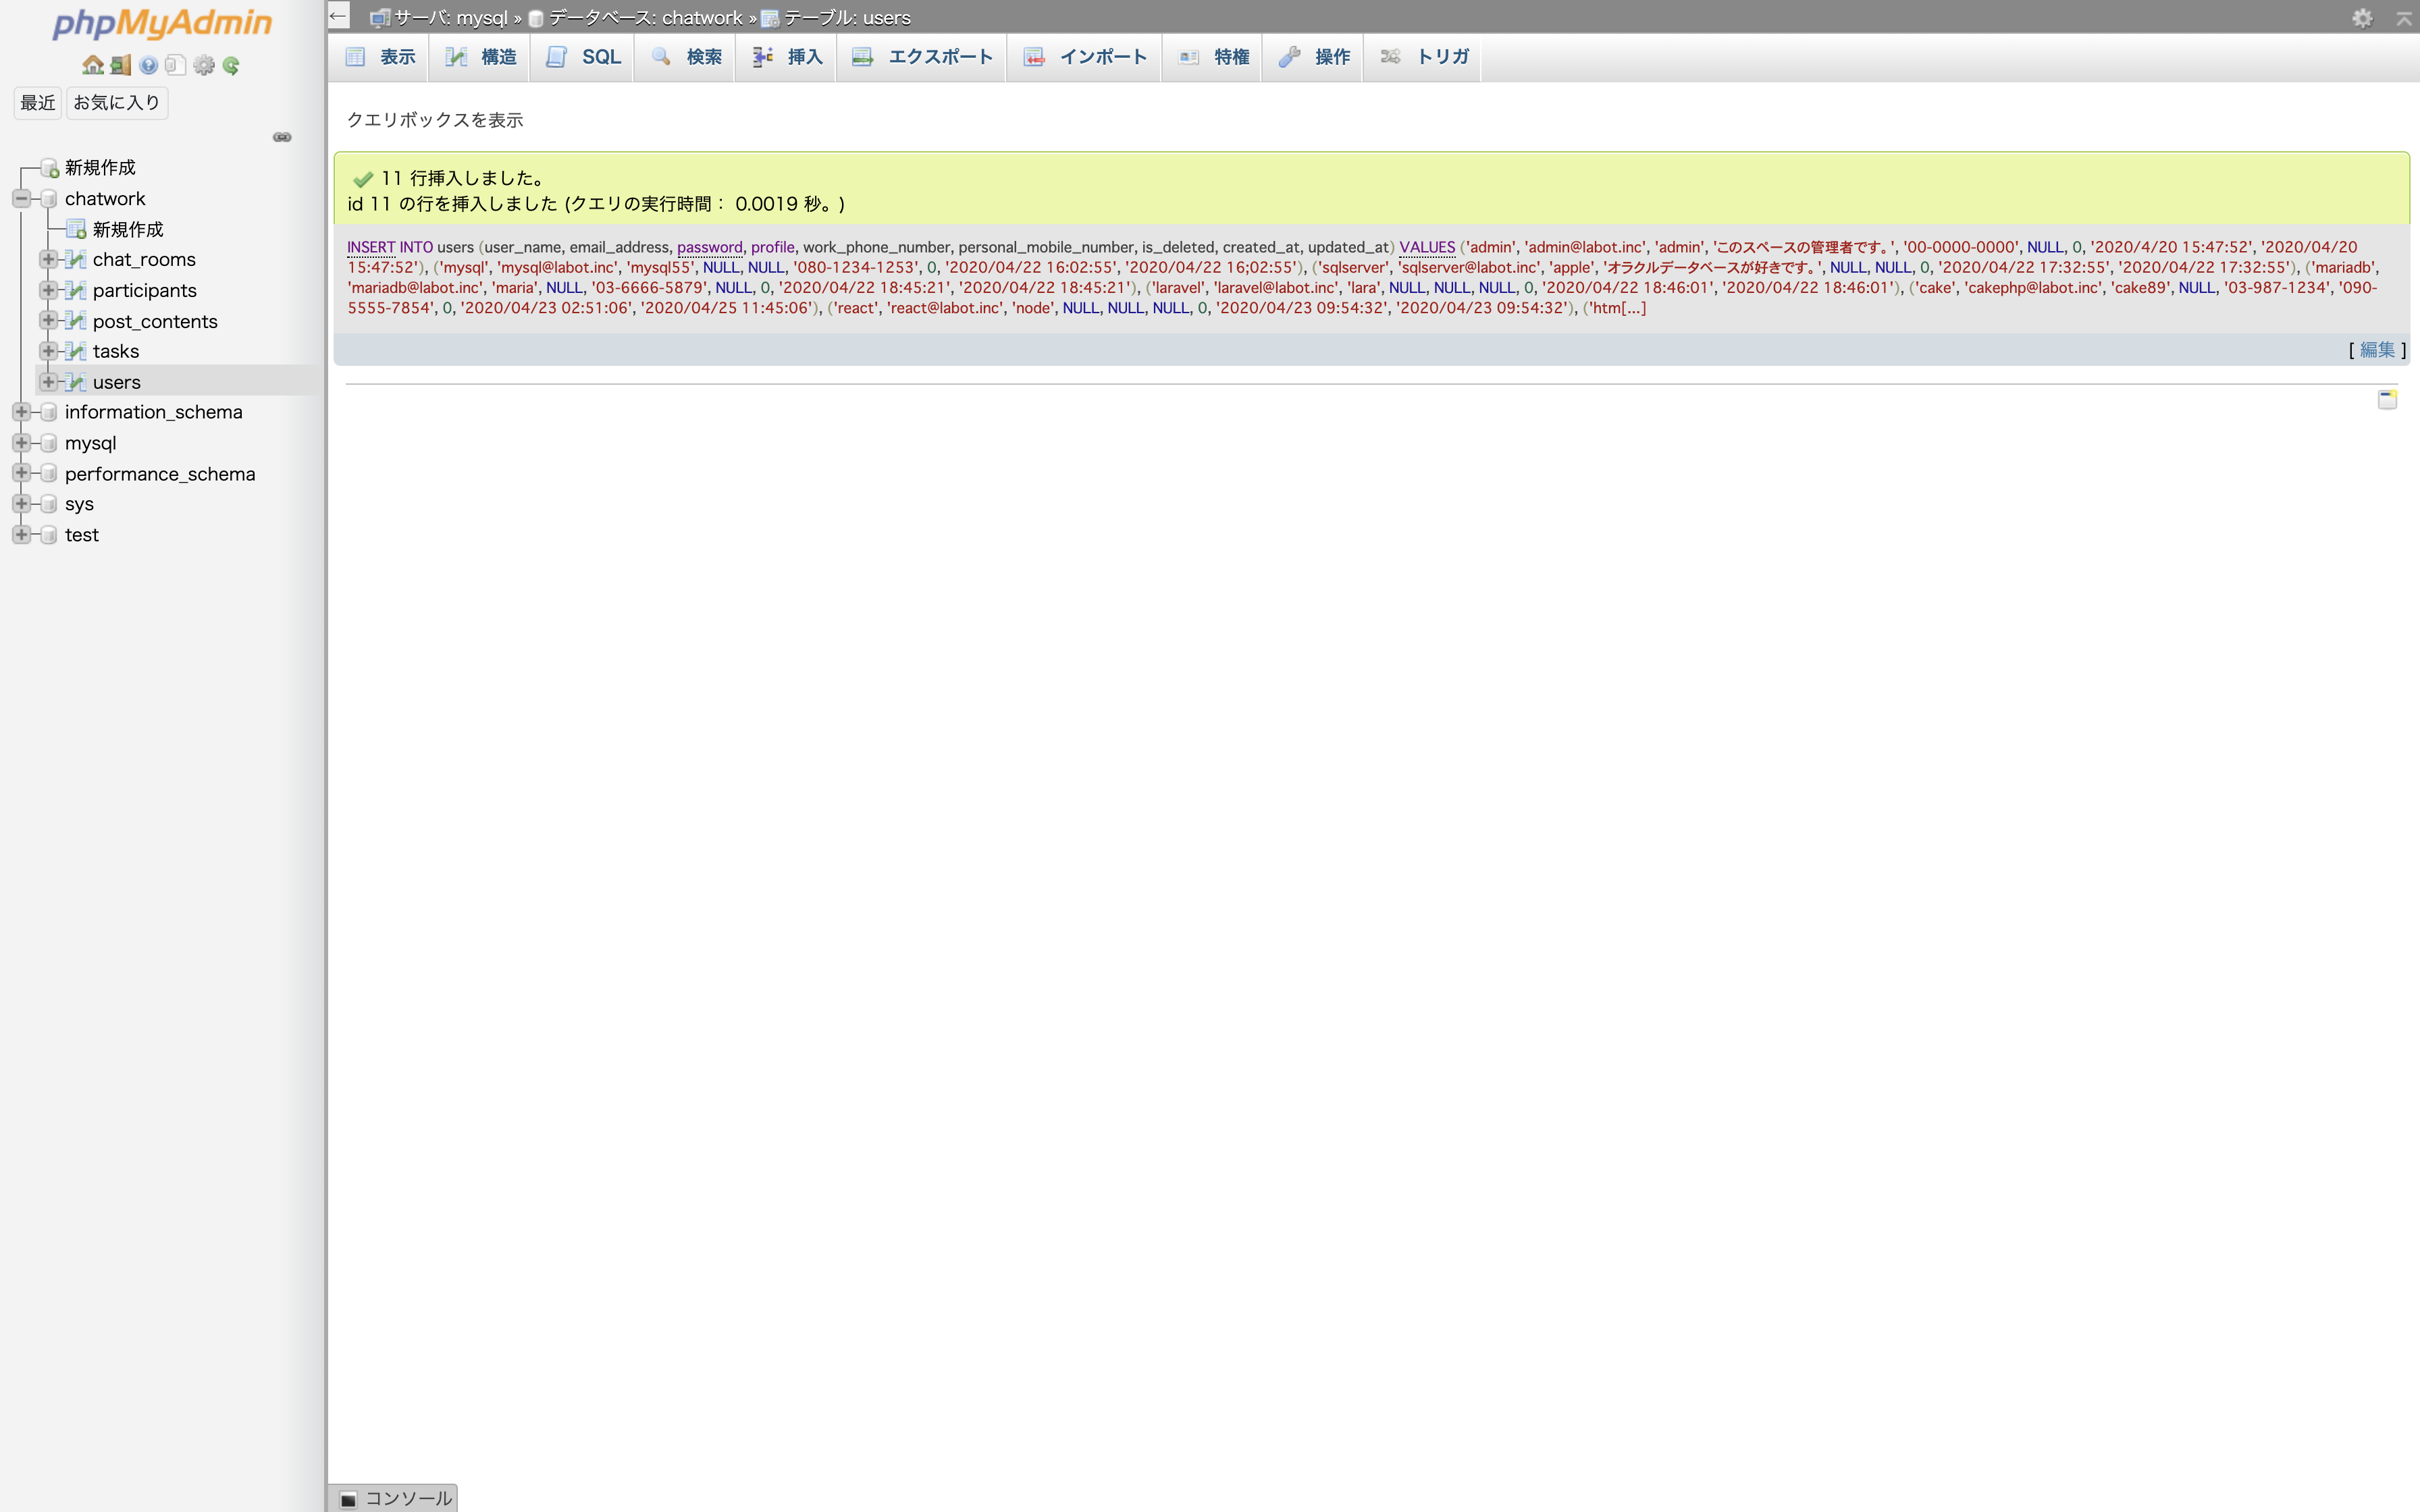 phpMyAdmin
最近 お気に入り
新規作成
chatwork
新規作成
chat_rooms
participants
post_contents
tasks
users
information_schema
mysql
performance_schema
sys
test
サーバ: mysql » データベース: chatwork » テーブル: users
表示 構造 SQL 検索 挿入 エクスポート インポート 特権 操作 トリガ
クエリボックスを表示
11 行挿入しました。
id 11 の行を挿入しました (クエリの実行時間： 0.0019 秒。)
INSERT INTO users (user_name, email_address, password, profile, work_phone_number, personal_mobile_number, is_deleted, created_at, updated_at) VALUES ('admin', 'admin@labot.inc', 'admin', 'このスペースの管理者です。', '00-0000-0000', NULL, 0, '2020/4/20 15:47:52', '2020/04/20
15:47:52'), ('mysql', 'mysql@labot.inc', 'mysql55', NULL, NULL, '080-1234-1253', 0, '2020/04/22 16:02:55', '2020/04/22 16;02:55'), ('sqlserver', 'sqlserver@labot.inc', 'apple', 'オラクルデータベースが好きです。', NULL, NULL, 0, '2020/04/22 17:32:55', '2020/04/22 17:32:55'), ('mariadb',
'mariadb@labot.inc', 'maria', NULL, '03-6666-5879', NULL, 0, '2020/04/22 18:45:21', '2020/04/22 18:45:21'), ('laravel', 'laravel@labot.inc', 'lara', NULL, NULL, NULL, 0, '2020/04/22 18:46:01', '2020/04/22 18:46:01'), ('cake', 'cakephp@labot.inc', 'cake89', NULL, '03-987-1234', '090-
5555-7854', 0, '2020/04/23 02:51:06', '2020/04/25 11:45:06'), ('react', 'react@labot.inc', 'node', NULL, NULL, NULL, 0, '2020/04/23 09:54:32', '2020/04/23 09:54:32'), ('htm[...]
[ 編集 ]
コンソール